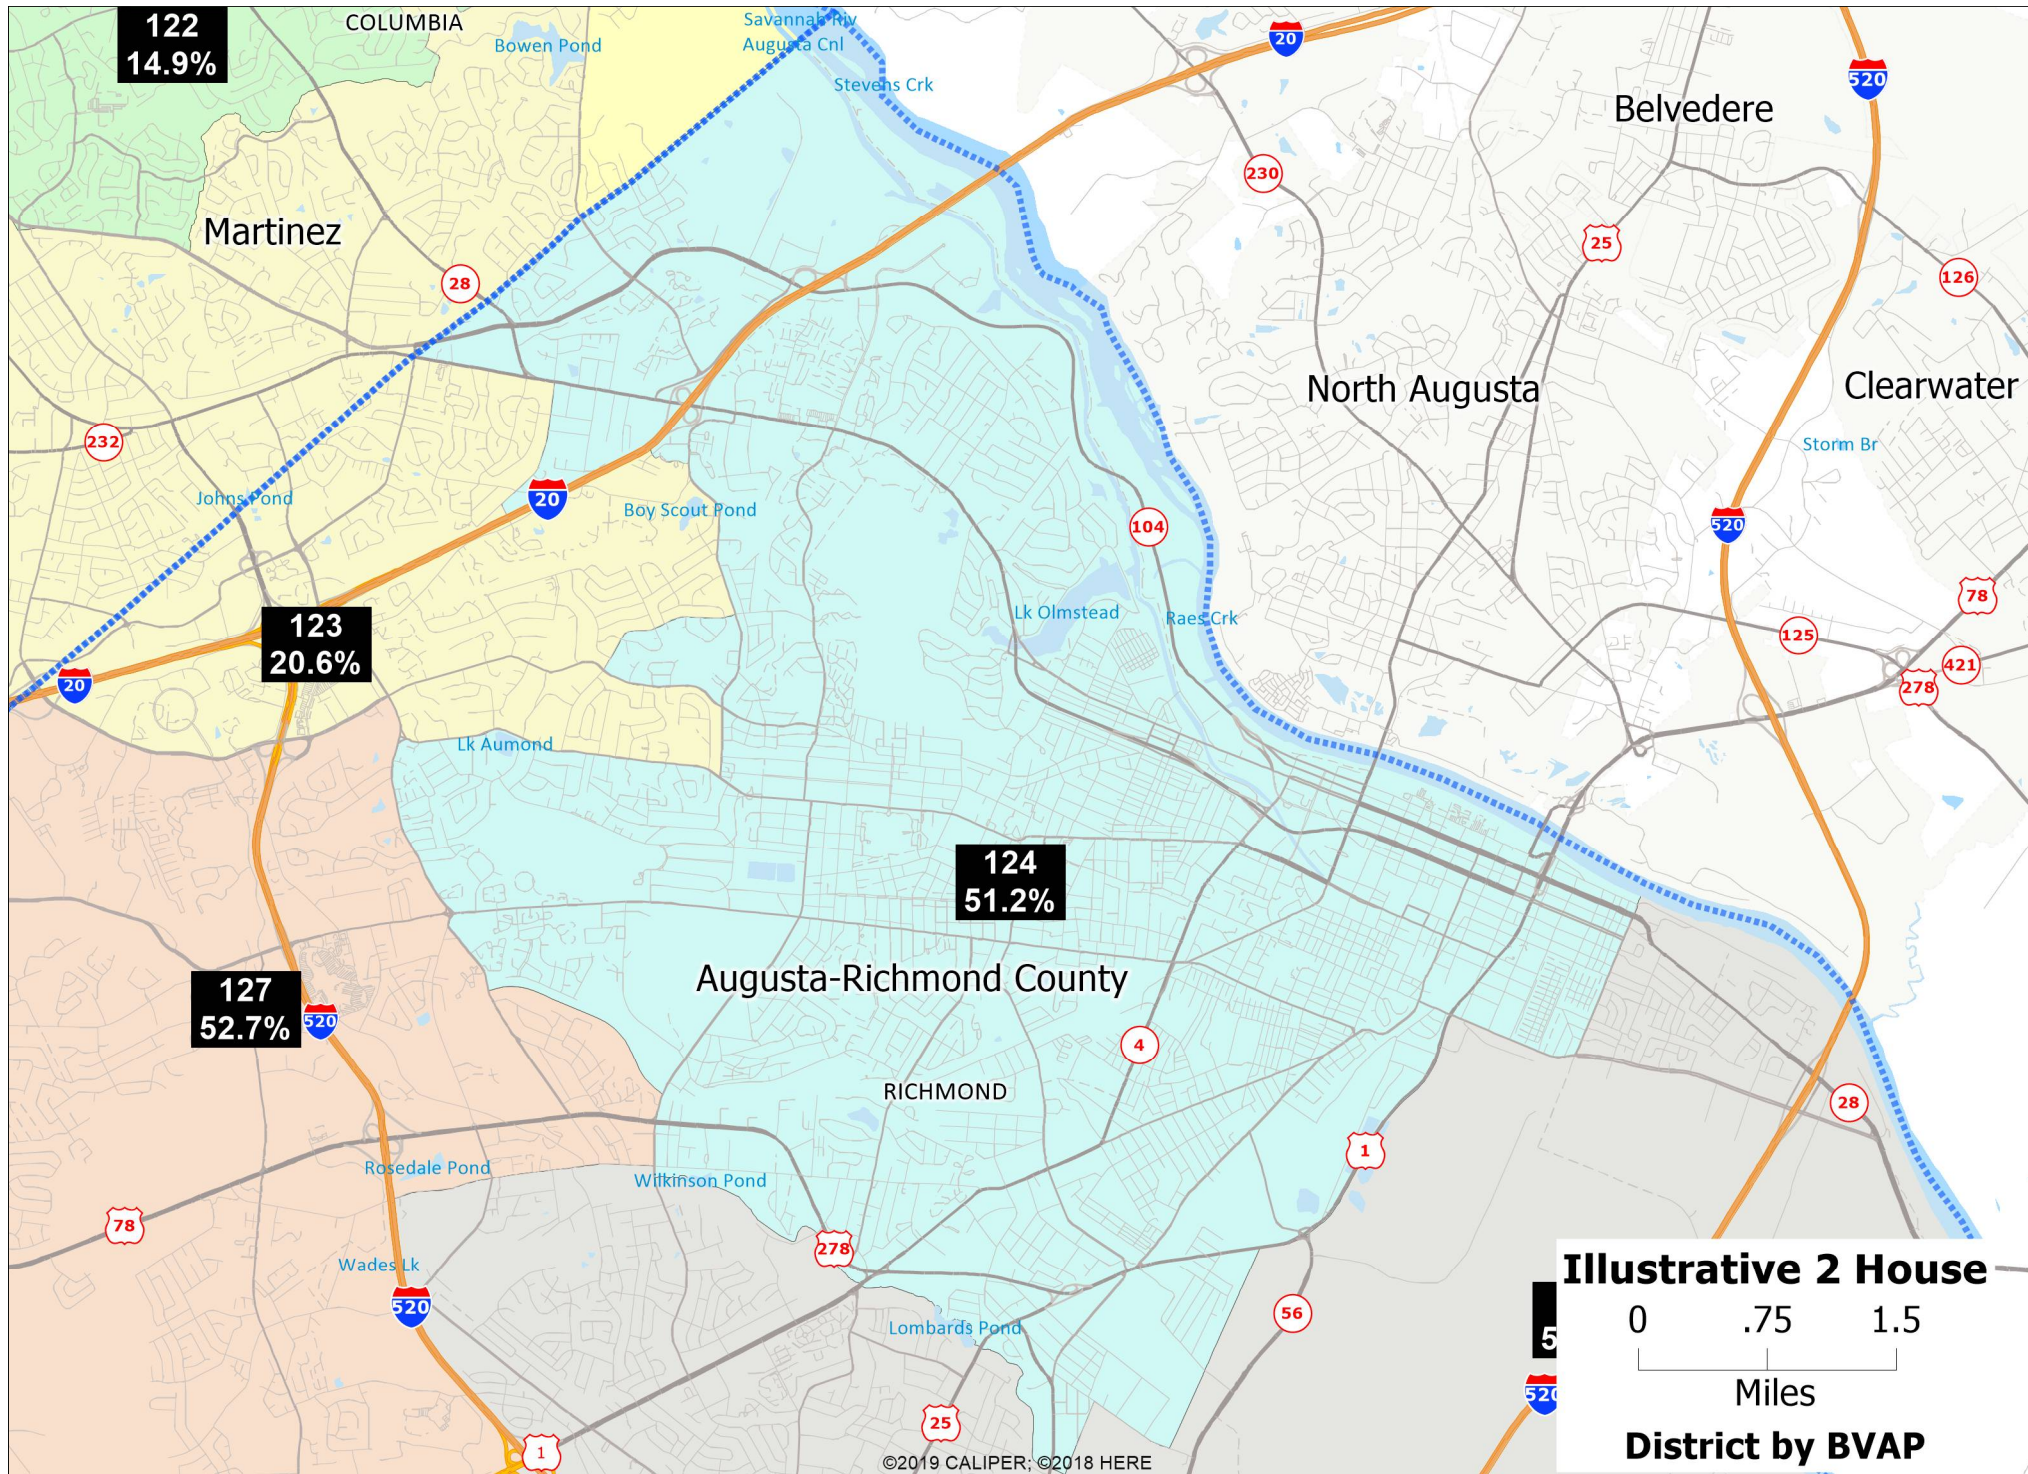 122
14.9%
COLUMBIA
Bowen Pond
Savannah Riv
Augusta Cnl
Stevens Crk
20
520
Belvedere
230
Martinez
28
25
126
North Augusta
Clearwater
232
Storm Br
Johns Pond
20
Boy Scout Pond
104
520
78
Lk Olmstead
Raes Crk
123
20.6%
125
421
20
278
Lk Aumond
124
51.2%
Augusta-Richmond County
127
52.7%
520
4
RICHMOND
28
1
Rosedale Pond
Wilkinson Pond
78
278
Wades Lk
520
56
Lombards Pond
25
1
5
520
Illustrative 2 House
0 .75 1.5
Miles
District by BVAP
©2019 CALIPER; ©2018 HERE